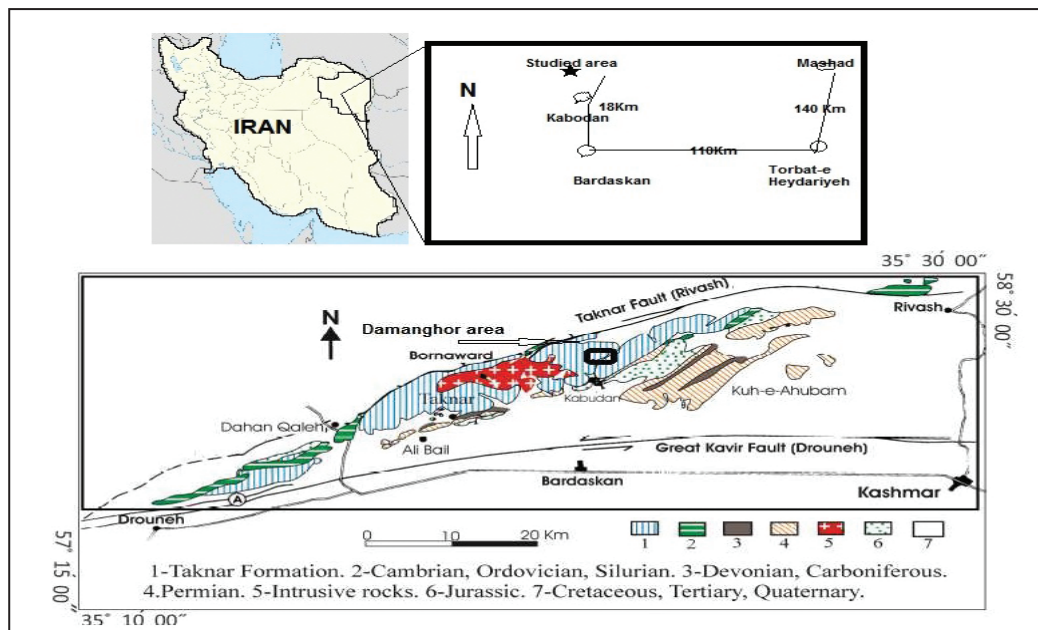 IRAN
Studied area
Mashad
N
18Km
140 Km
Kabodan
110Km
Torbat-e
Heydariyeh
Bardaskan
35° 30′ 00″
58° 30′ 00″
Taknar Fault (Rivash)
Rivash
N
Damanghor area
Bornaward
Taknar
Kabudan
Kuh-e-Ahubam
Dahan Qaleh
Ali Bail
Great Kavir Fault (Drouneh)
Bardaskan
Kashmar
A
Drouneh
0 10 20 Km
1 2 3 4 5 6 7
57° 15′ 00″
1-Taknar Formation. 2-Cambrian, Ordovician, Silurian. 3-Devonian, Carboniferous.
4.Permian. 5-Intrusive rocks. 6-Jurassic. 7-Cretaceous, Tertiary, Quaternary.
35° 10′ 00″